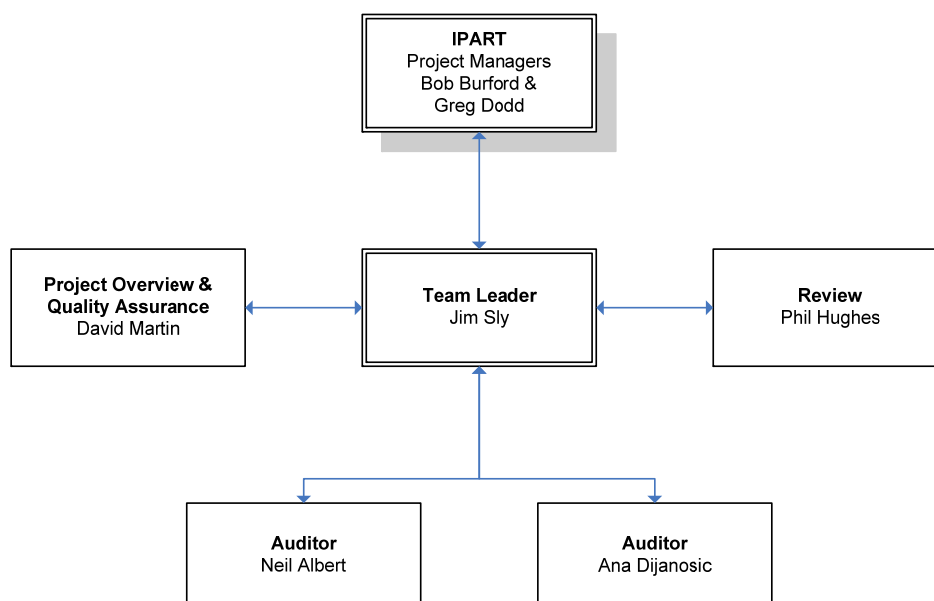 IPART
Project Managers
Bob Burford &
Greg Dodd
Project Overview &
Quality Assurance
David Martin
Team Leader
Jim Sly
Review
Phil Hughes
Auditor
Neil Albert
Auditor
Ana Dijanosic